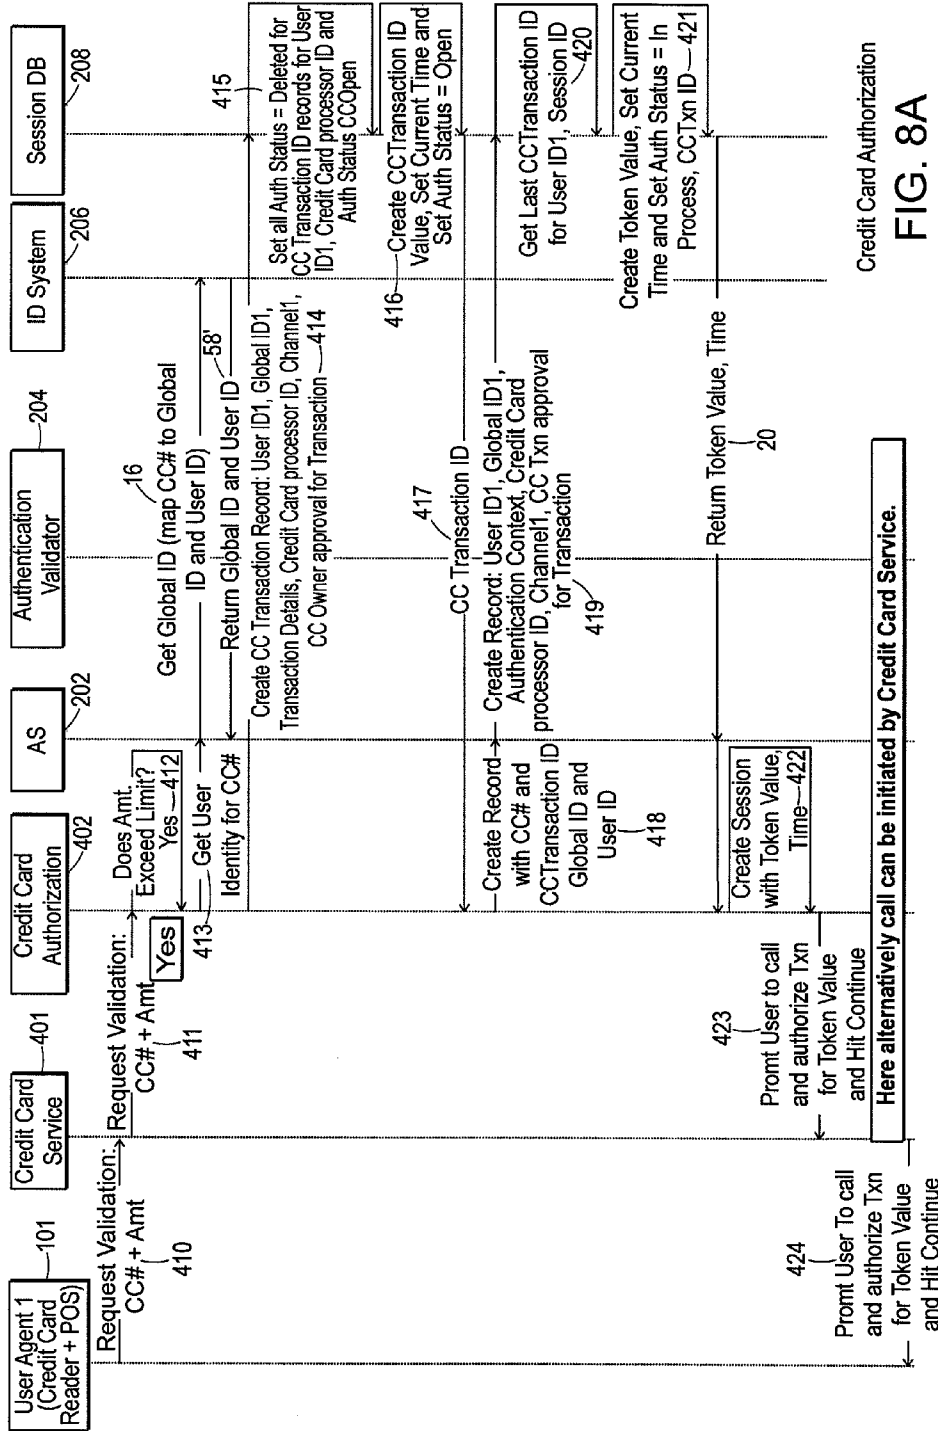 User Agent 1
(Credit Card
Reader + POS)
101
Credit Card
Service
401
Credit Card
Authorization
402
AS
202
Authentication
Validator
204
ID System
206
Session DB
208
Request Validation:
CC# + Amt
410
Request Validation:
CC# + Amt
411
Does Amt.
Exceed Limit?
Yes
412
Yes
Get User
Identity for CC#
413
16
Get Global ID (map CC# to Global
ID and User ID)
58'
Return Global ID and User ID
Create CC Transaction Record: User ID1, Global ID1,
Transaction Details, Credit Card processor ID, Channel1,
CC Owner approval for Transaction
414
415
Set all Auth Status = Deleted for
CC Transaction ID records for User
ID1, Credit Card processor ID and
Auth Status CCOpen
416
Create CCTransaction ID
Value, Set Current Time and
Set Auth Status = Open
417
CC Transaction ID
Create Record
with CC# and
CCTransaction ID
Global ID and
User ID
418
Create Record: User ID1, Global ID1,
Authentication Context, Credit Card
processor ID, Channel1, CC Txn approval
for Transaction
419
Get Last CCTransaction ID
for User ID1, Session ID
420
Create Token Value, Set Current
Time and Set Auth Status = In
Process, CCTxn ID
421
Return Token Value, Time
20
Create Session
with Token Value,
Time
422
423
Promt User to call
and authorize Txn
for Token Value
and Hit Continue
Here alternatively call can be initiated by Credit Card Service.
424
Promt User To call
and authorize Txn
for Token Value
and Hit Continue
Credit Card Authorization
FIG. 8A